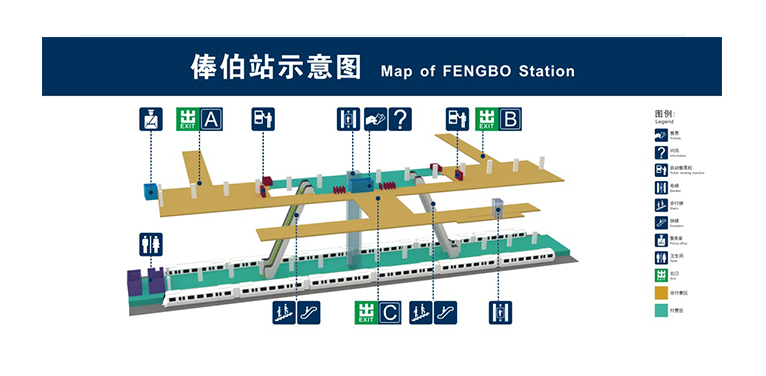 俸伯站示意图 Map of FENGBO Station
出 EXIT A
出 EXIT B
?
图例:
Legend
售票
Tickets
? 问讯
Information
自动售票机
Ticket vending machine
电梯
Elevator
步行梯
Stairs
扶梯
Escalator
警务室
Police office
卫生间
Toilet
出口
Exit
非付费区
付费区
出 EXIT C